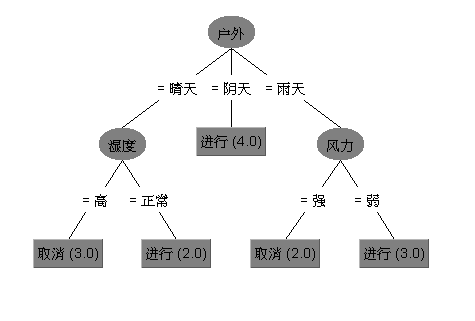 户外
= 晴天
= 阴天
= 雨天
湿度
进行 (4.0)
风力
= 高
= 正常
= 强
= 弱
取消 (3.0)
进行 (2.0)
取消 (2.0)
进行 (3.0)